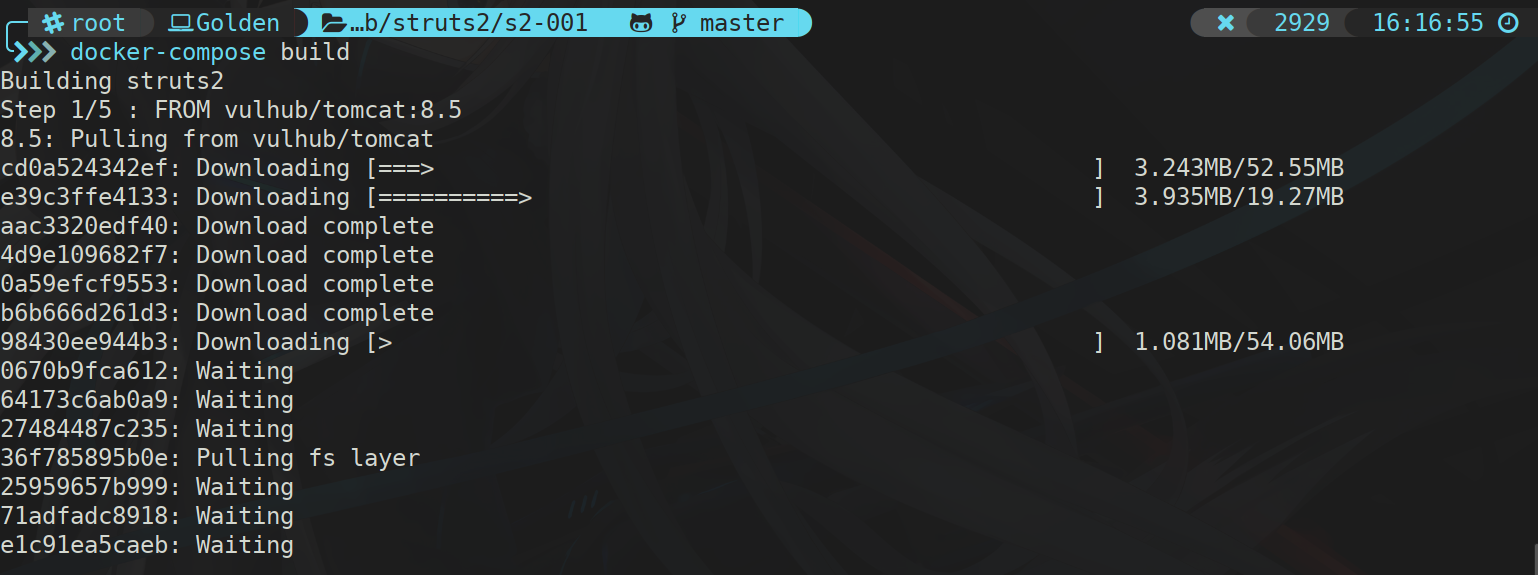 root Golden …b/struts2/s2-001 master 2929 16:16:55
docker-compose build
Building struts2
Step 1/5 : FROM vulhub/tomcat:8.5
8.5: Pulling from vulhub/tomcat
cd0a524342ef: Downloading [===>                                               ]  3.243MB/52.55MB
e39c3ffe4133: Downloading [==========>                                        ]  3.935MB/19.27MB
aac3320edf40: Download complete
4d9e109682f7: Download complete
0a59efcf9553: Download complete
b6b666d261d3: Download complete
98430ee944b3: Downloading [>                                                  ]  1.081MB/54.06MB
0670b9fca612: Waiting
64173c6ab0a9: Waiting
27484487c235: Waiting
36f785895b0e: Pulling fs layer
25959657b999: Waiting
71adfadc8918: Waiting
e1c91ea5caeb: Waiting